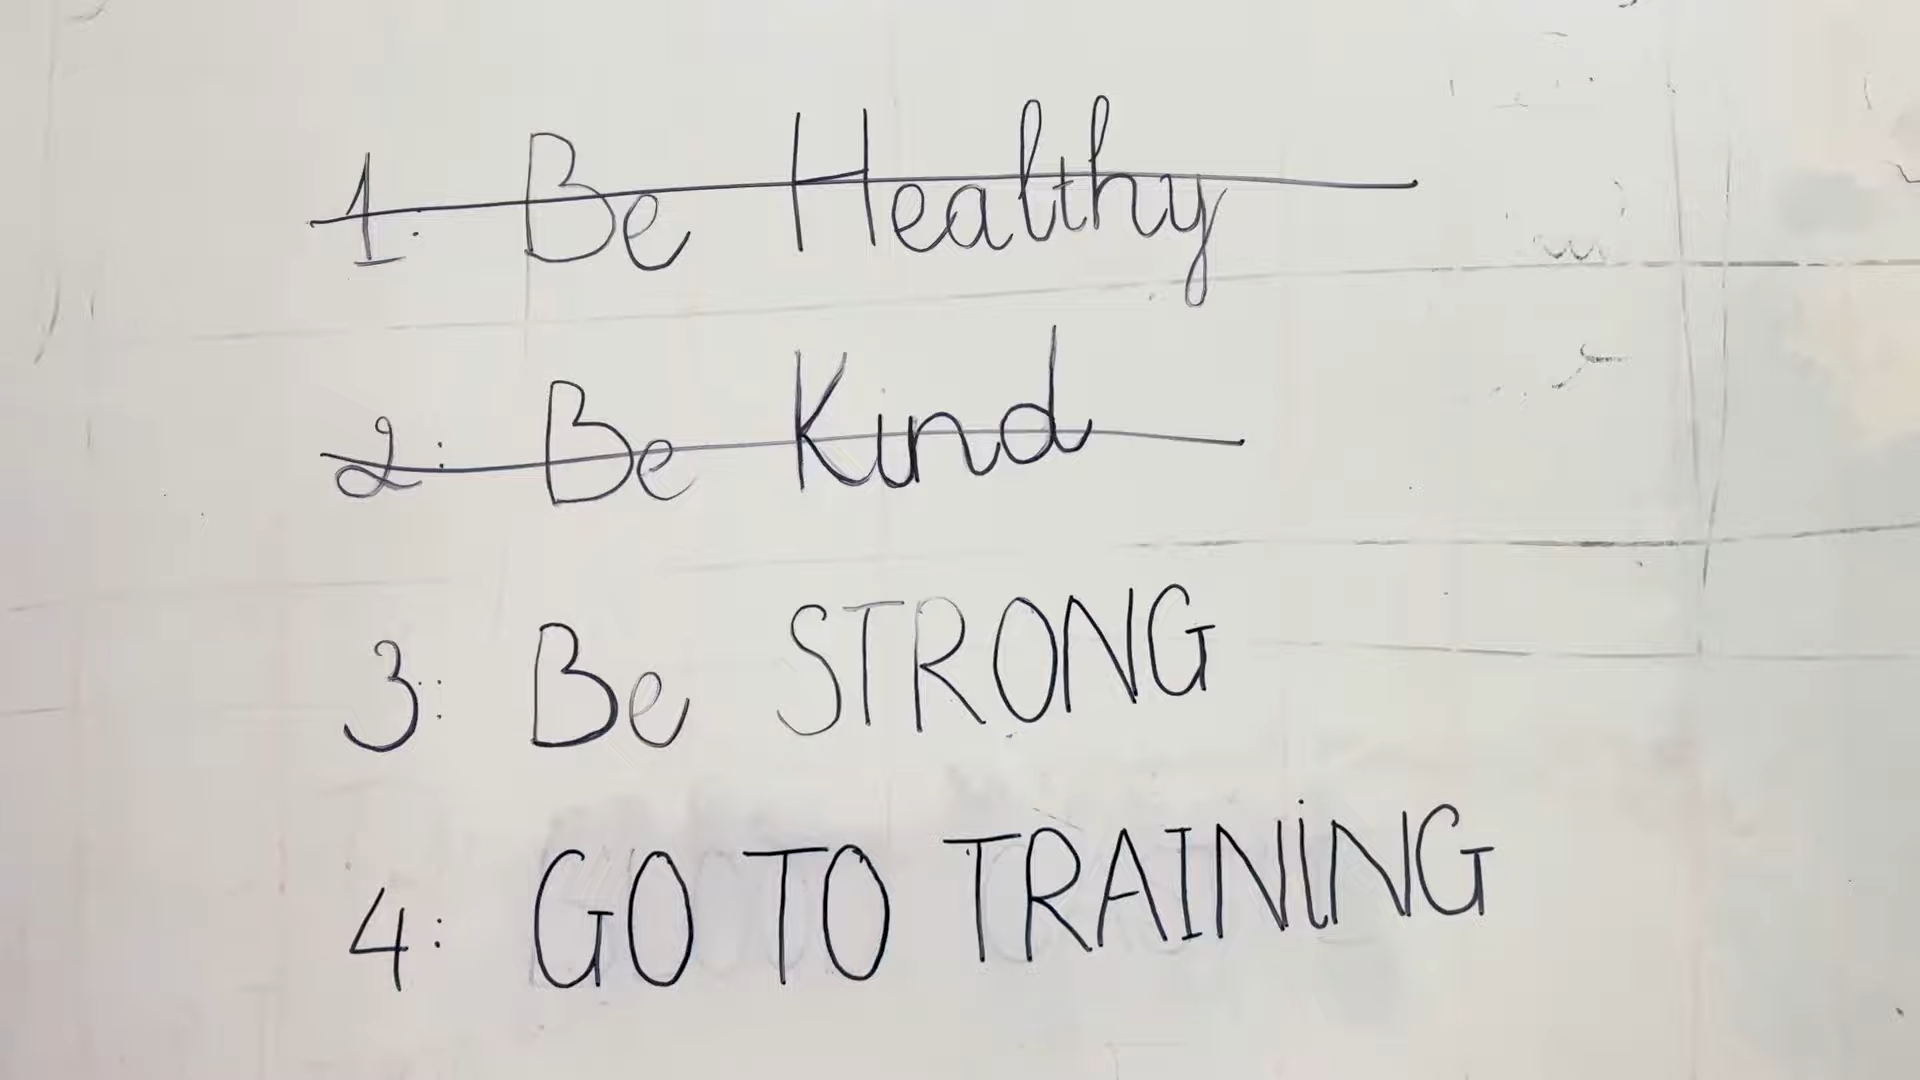 1: Be Healthy
2: Be Kind
3: Be STRONG
4: GO TO TRAINiNG